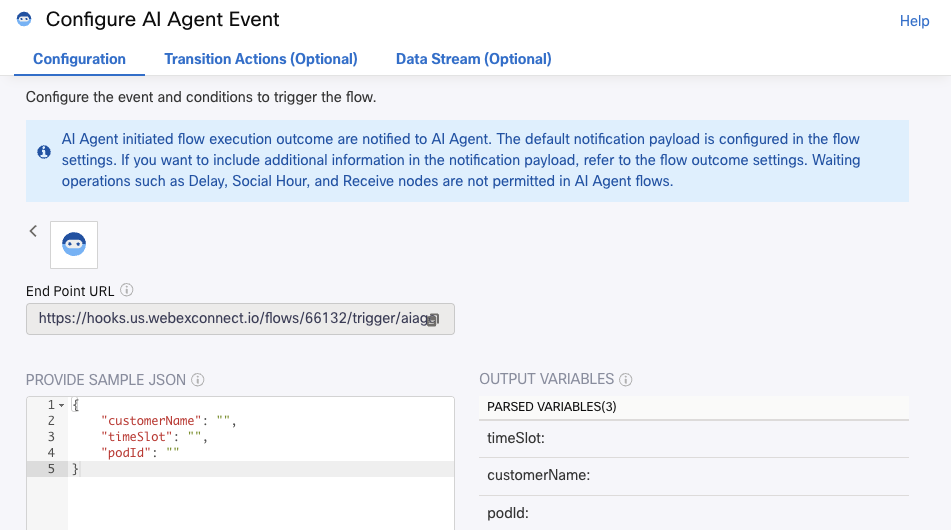 Configure AI Agent Event
Help
Configuration
Transition Actions (Optional)
Data Stream (Optional)
Configure the event and conditions to trigger the flow.
AI Agent initiated flow execution outcome are notified to AI Agent. The default notification payload is configured in the flow
settings. If you want to include additional information in the notification payload, refer to the flow outcome settings. Waiting
operations such as Delay, Social Hour, and Receive nodes are not permitted in AI Agent flows.
End Point URL
https://hooks.us.webexconnect.io/flows/66132/trigger/aiag
PROVIDE SAMPLE JSON
1 {
2 "customerName": "",
3 "timeSlot": "",
4 "podId": ""
5 }
OUTPUT VARIABLES
PARSED VARIABLES(3)
timeSlot:
customerName:
podId: